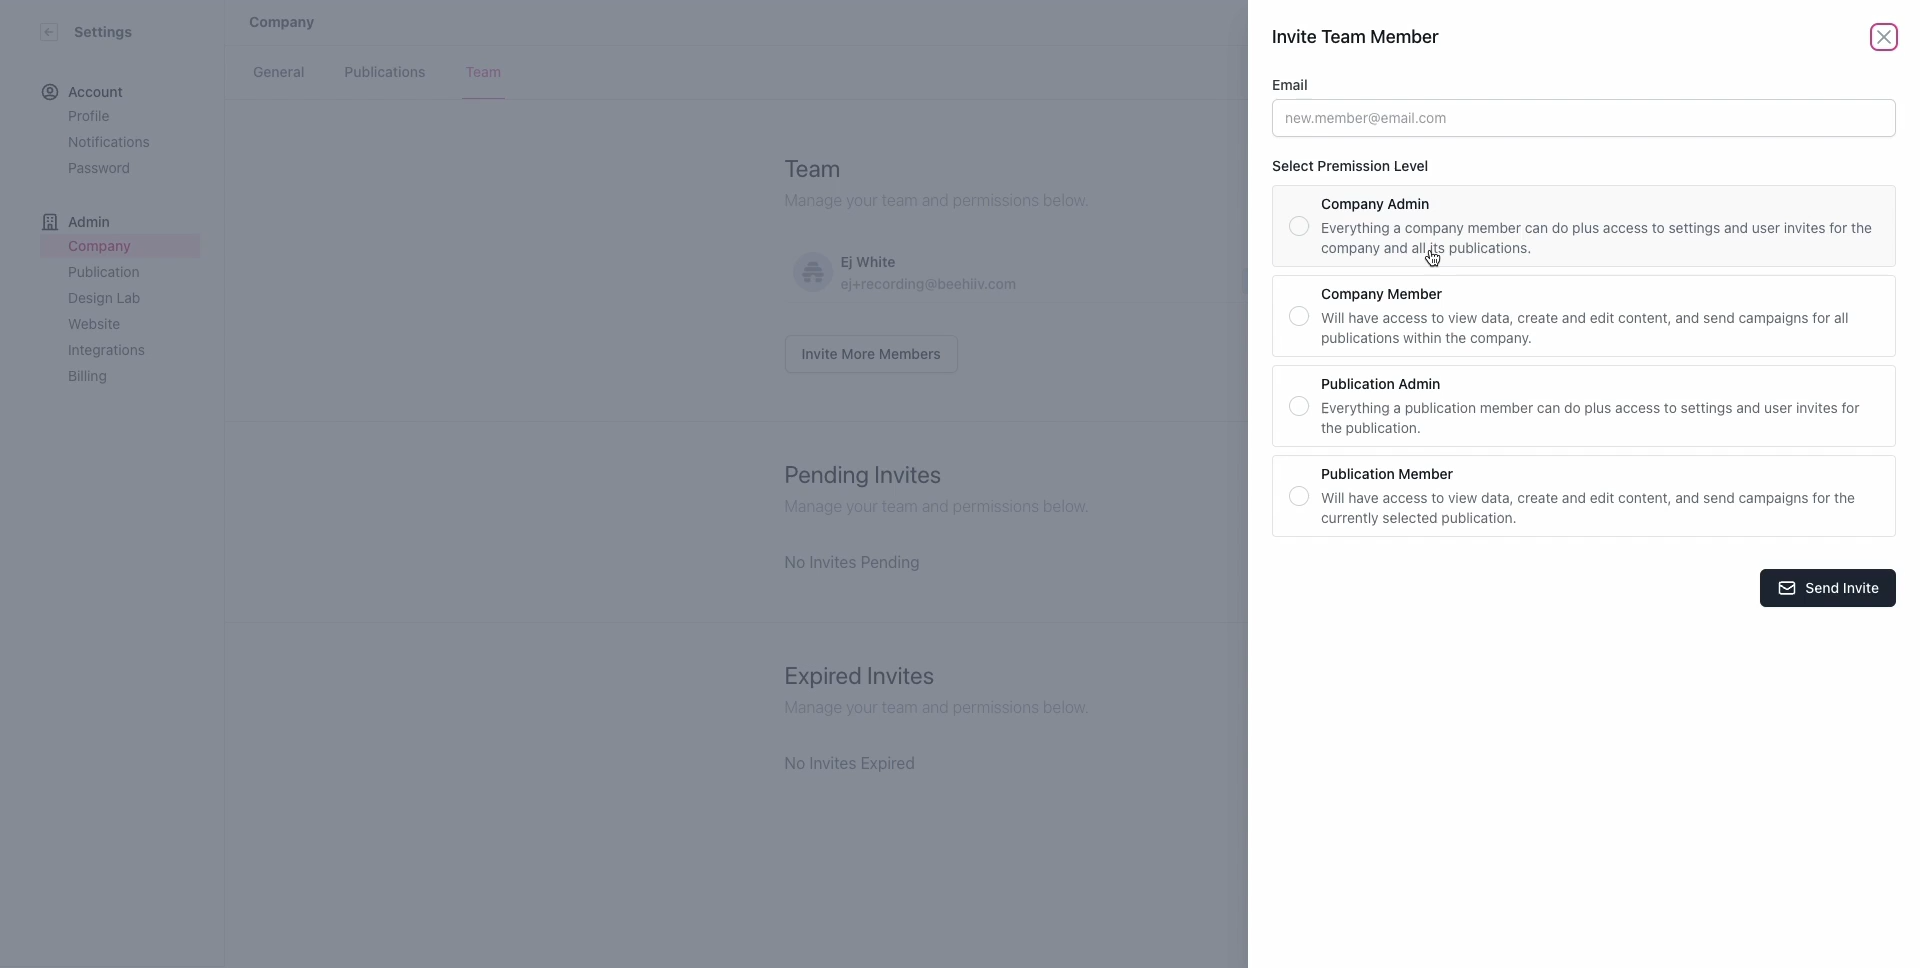 Settings
Account
Profile
Notifications
Password
Admin
Company
Publication
Design Lab
Website
Integrations
Billing
Company
General
Publications
Team
Team
Manage your team and permissions below.
Ej White
ej+recording@beehiiv.com
Invite More Members
Pending Invites
Manage your team and permissions below.
No Invites Pending
Expired Invites
Manage your team and permissions below.
No Invites Expired
Invite Team Member
Email
new.member@email.com
Select Premission Level
Company Admin
Everything a company member can do plus access to settings and user invites for the
company and all its publications.
Company Member
Will have access to view data, create and edit content, and send campaigns for all
publications within the company.
Publication Admin
Everything a publication member can do plus access to settings and user invites for
the publication.
Publication Member
Will have access to view data, create and edit content, and send campaigns for the
currently selected publication.
Send Invite